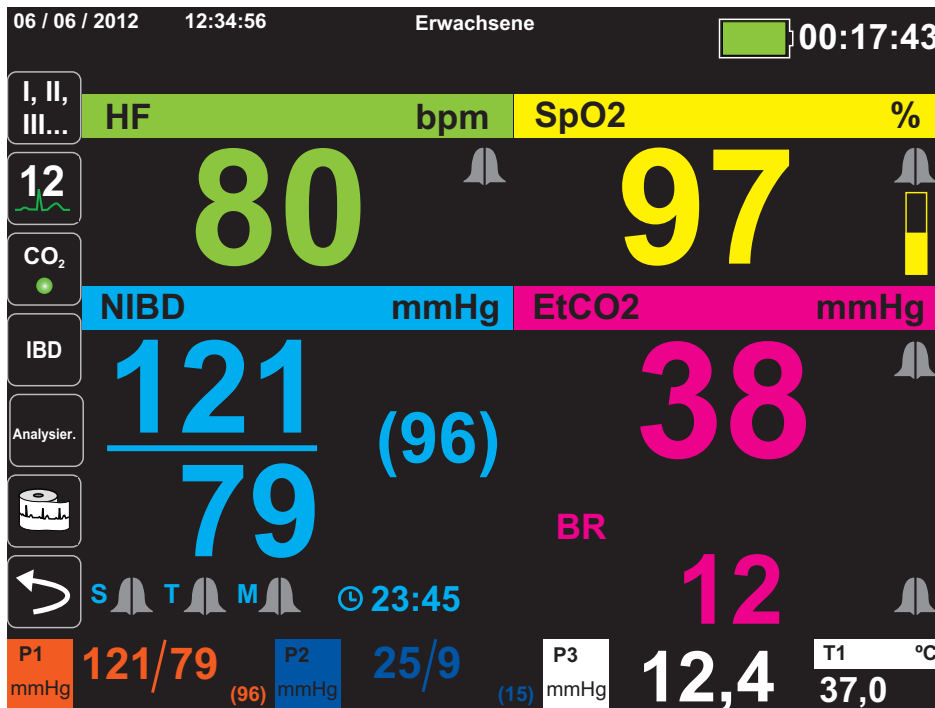 06 / 06 / 2012 12:34:56 Erwachsene 00:17:43
I, II,
III...
HF bpm SpO2 %
80 97
12
CO₂
NIBD mmHg EtCO2 mmHg
IBD
121 (96) 38
79
Analysier.
BR
12
S T M 23:45
P1 mmHg 121/79 (96) P2 mmHg 25/9 (15) P3 mmHg 12,4 T1 ºC 37,0